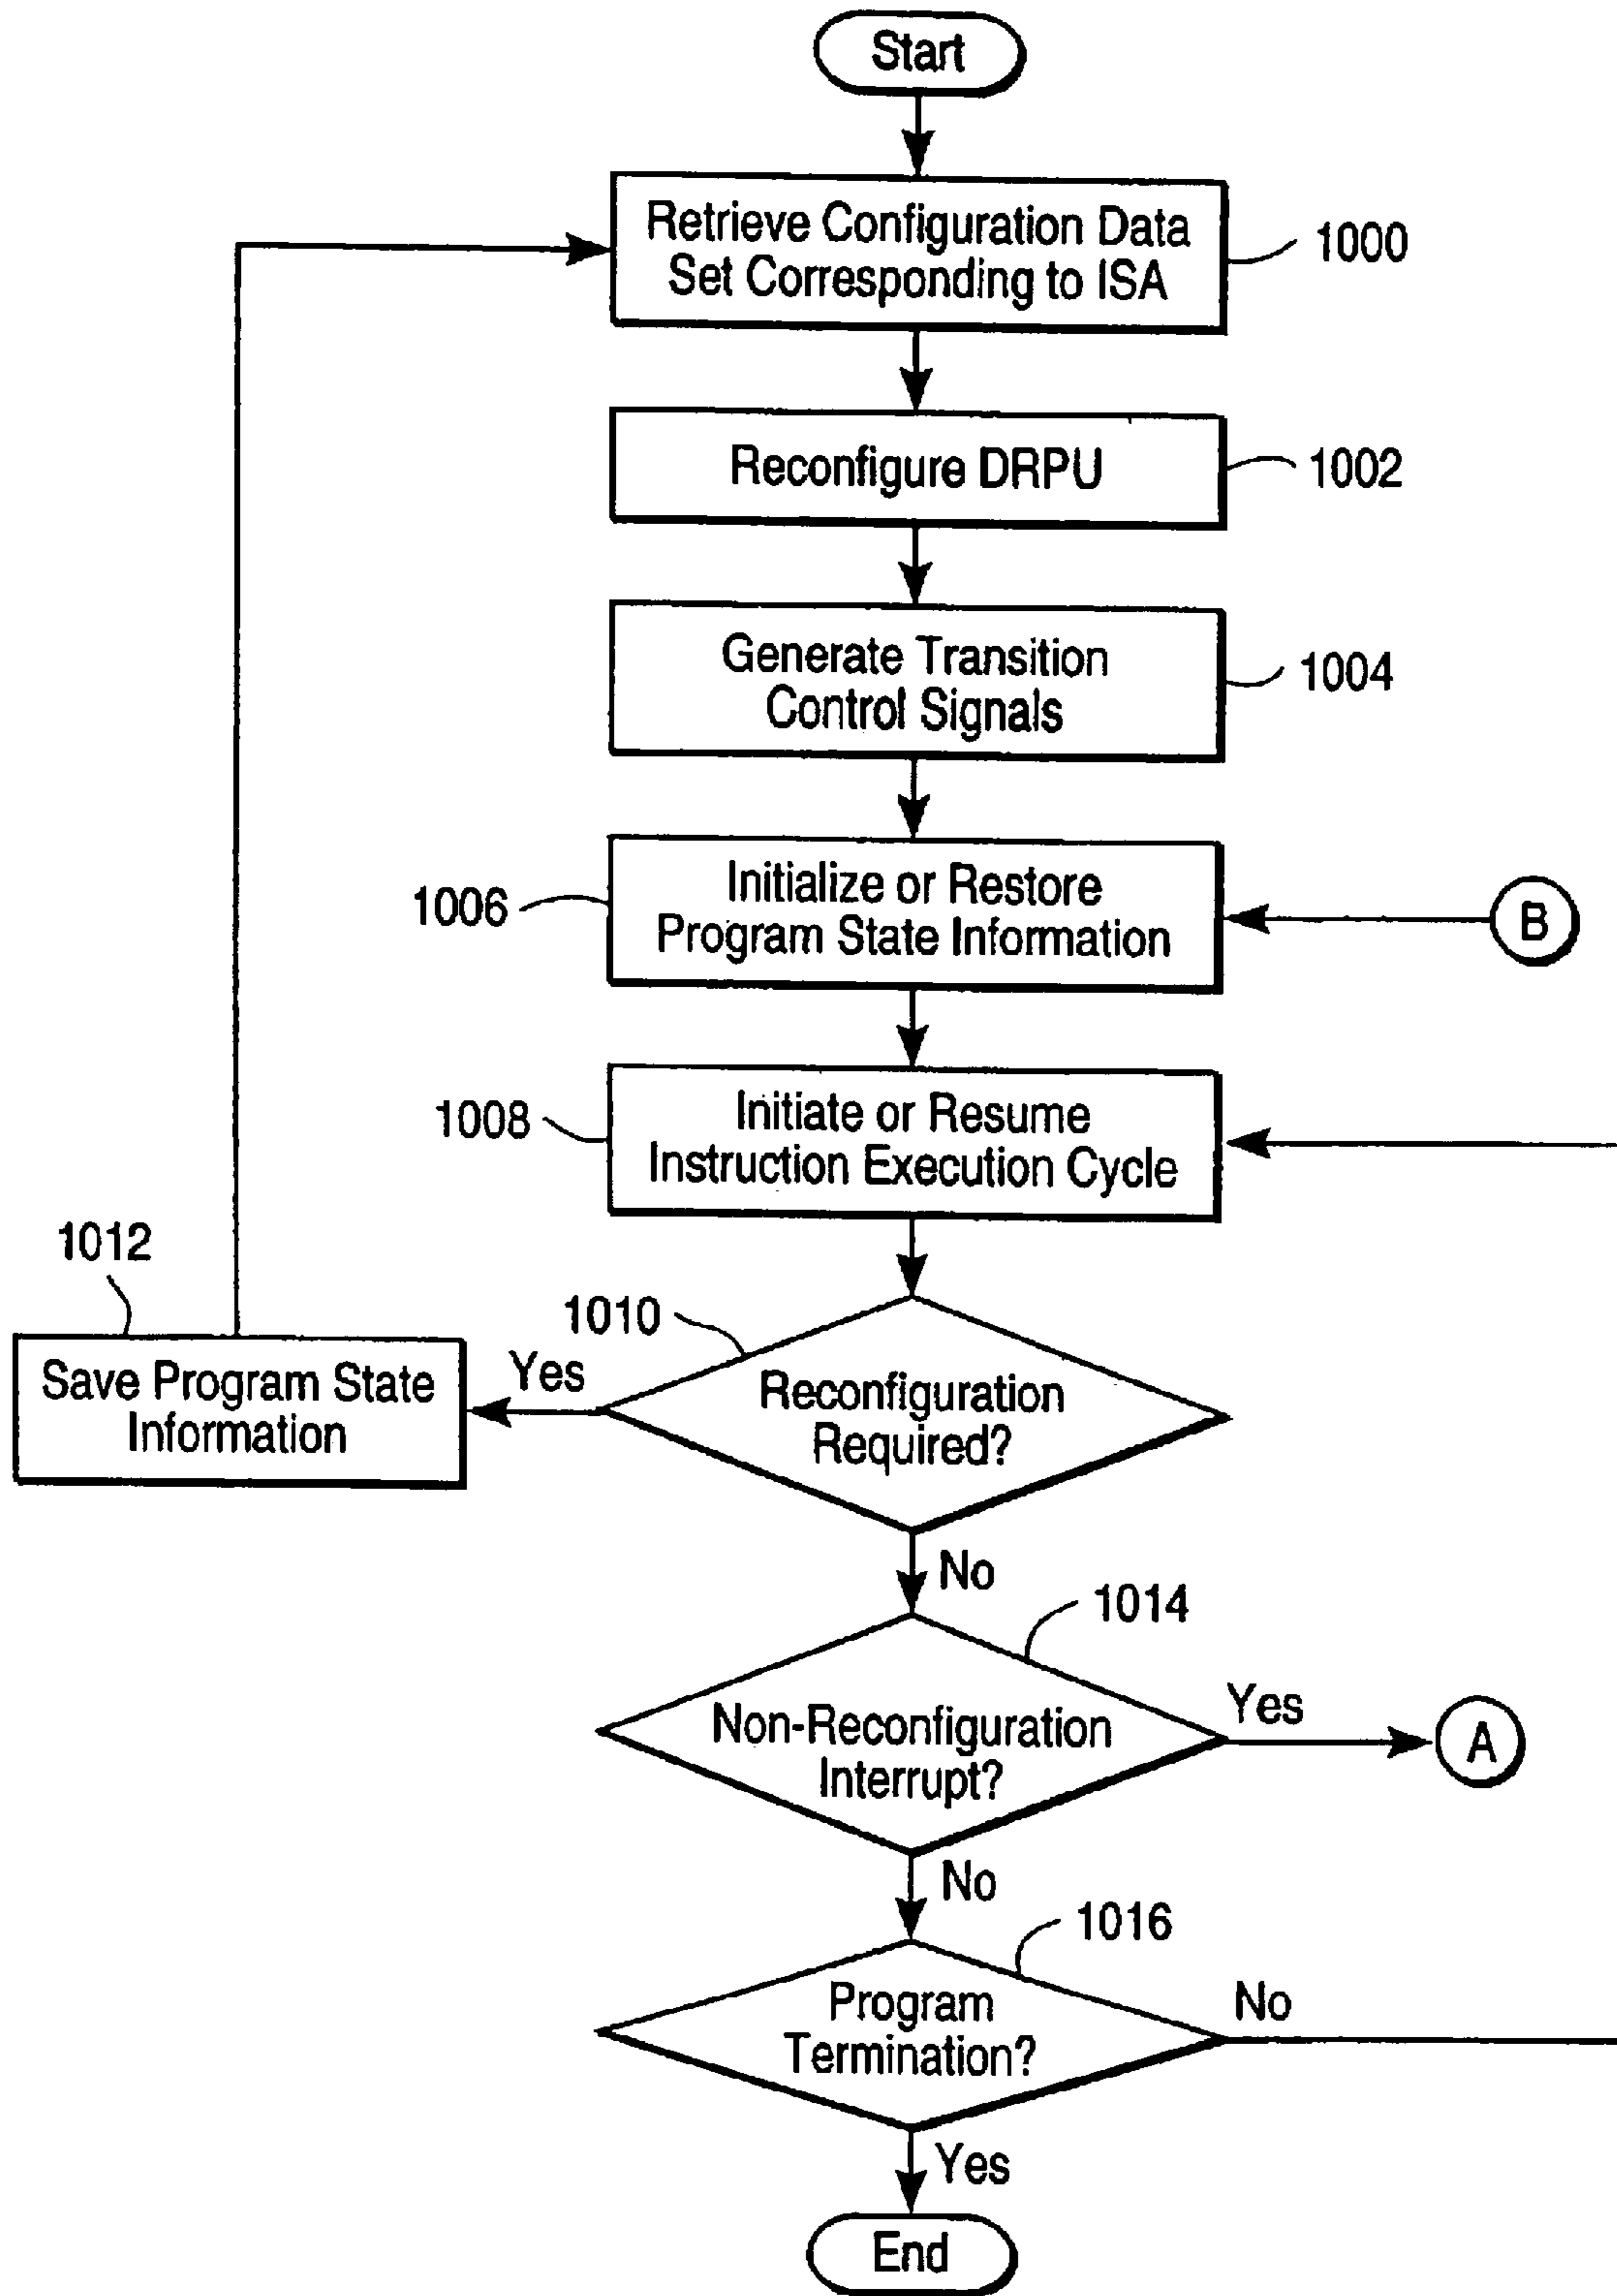 Start
Retrieve Configuration Data
Set Corresponding to ISA
1000
Reconfigure DRPU
1002
Generate Transition
Control Signals
1004
1006
Initialize or Restore
Program State Information
B
1008
Initiate or Resume
Instruction Execution Cycle
1012
Save Program State
Information
Yes
1010
Reconfiguration
Required?
No
1014
Non-Reconfiguration
Interrupt?
Yes
A
No
1016
Program
Termination?
No
Yes
End